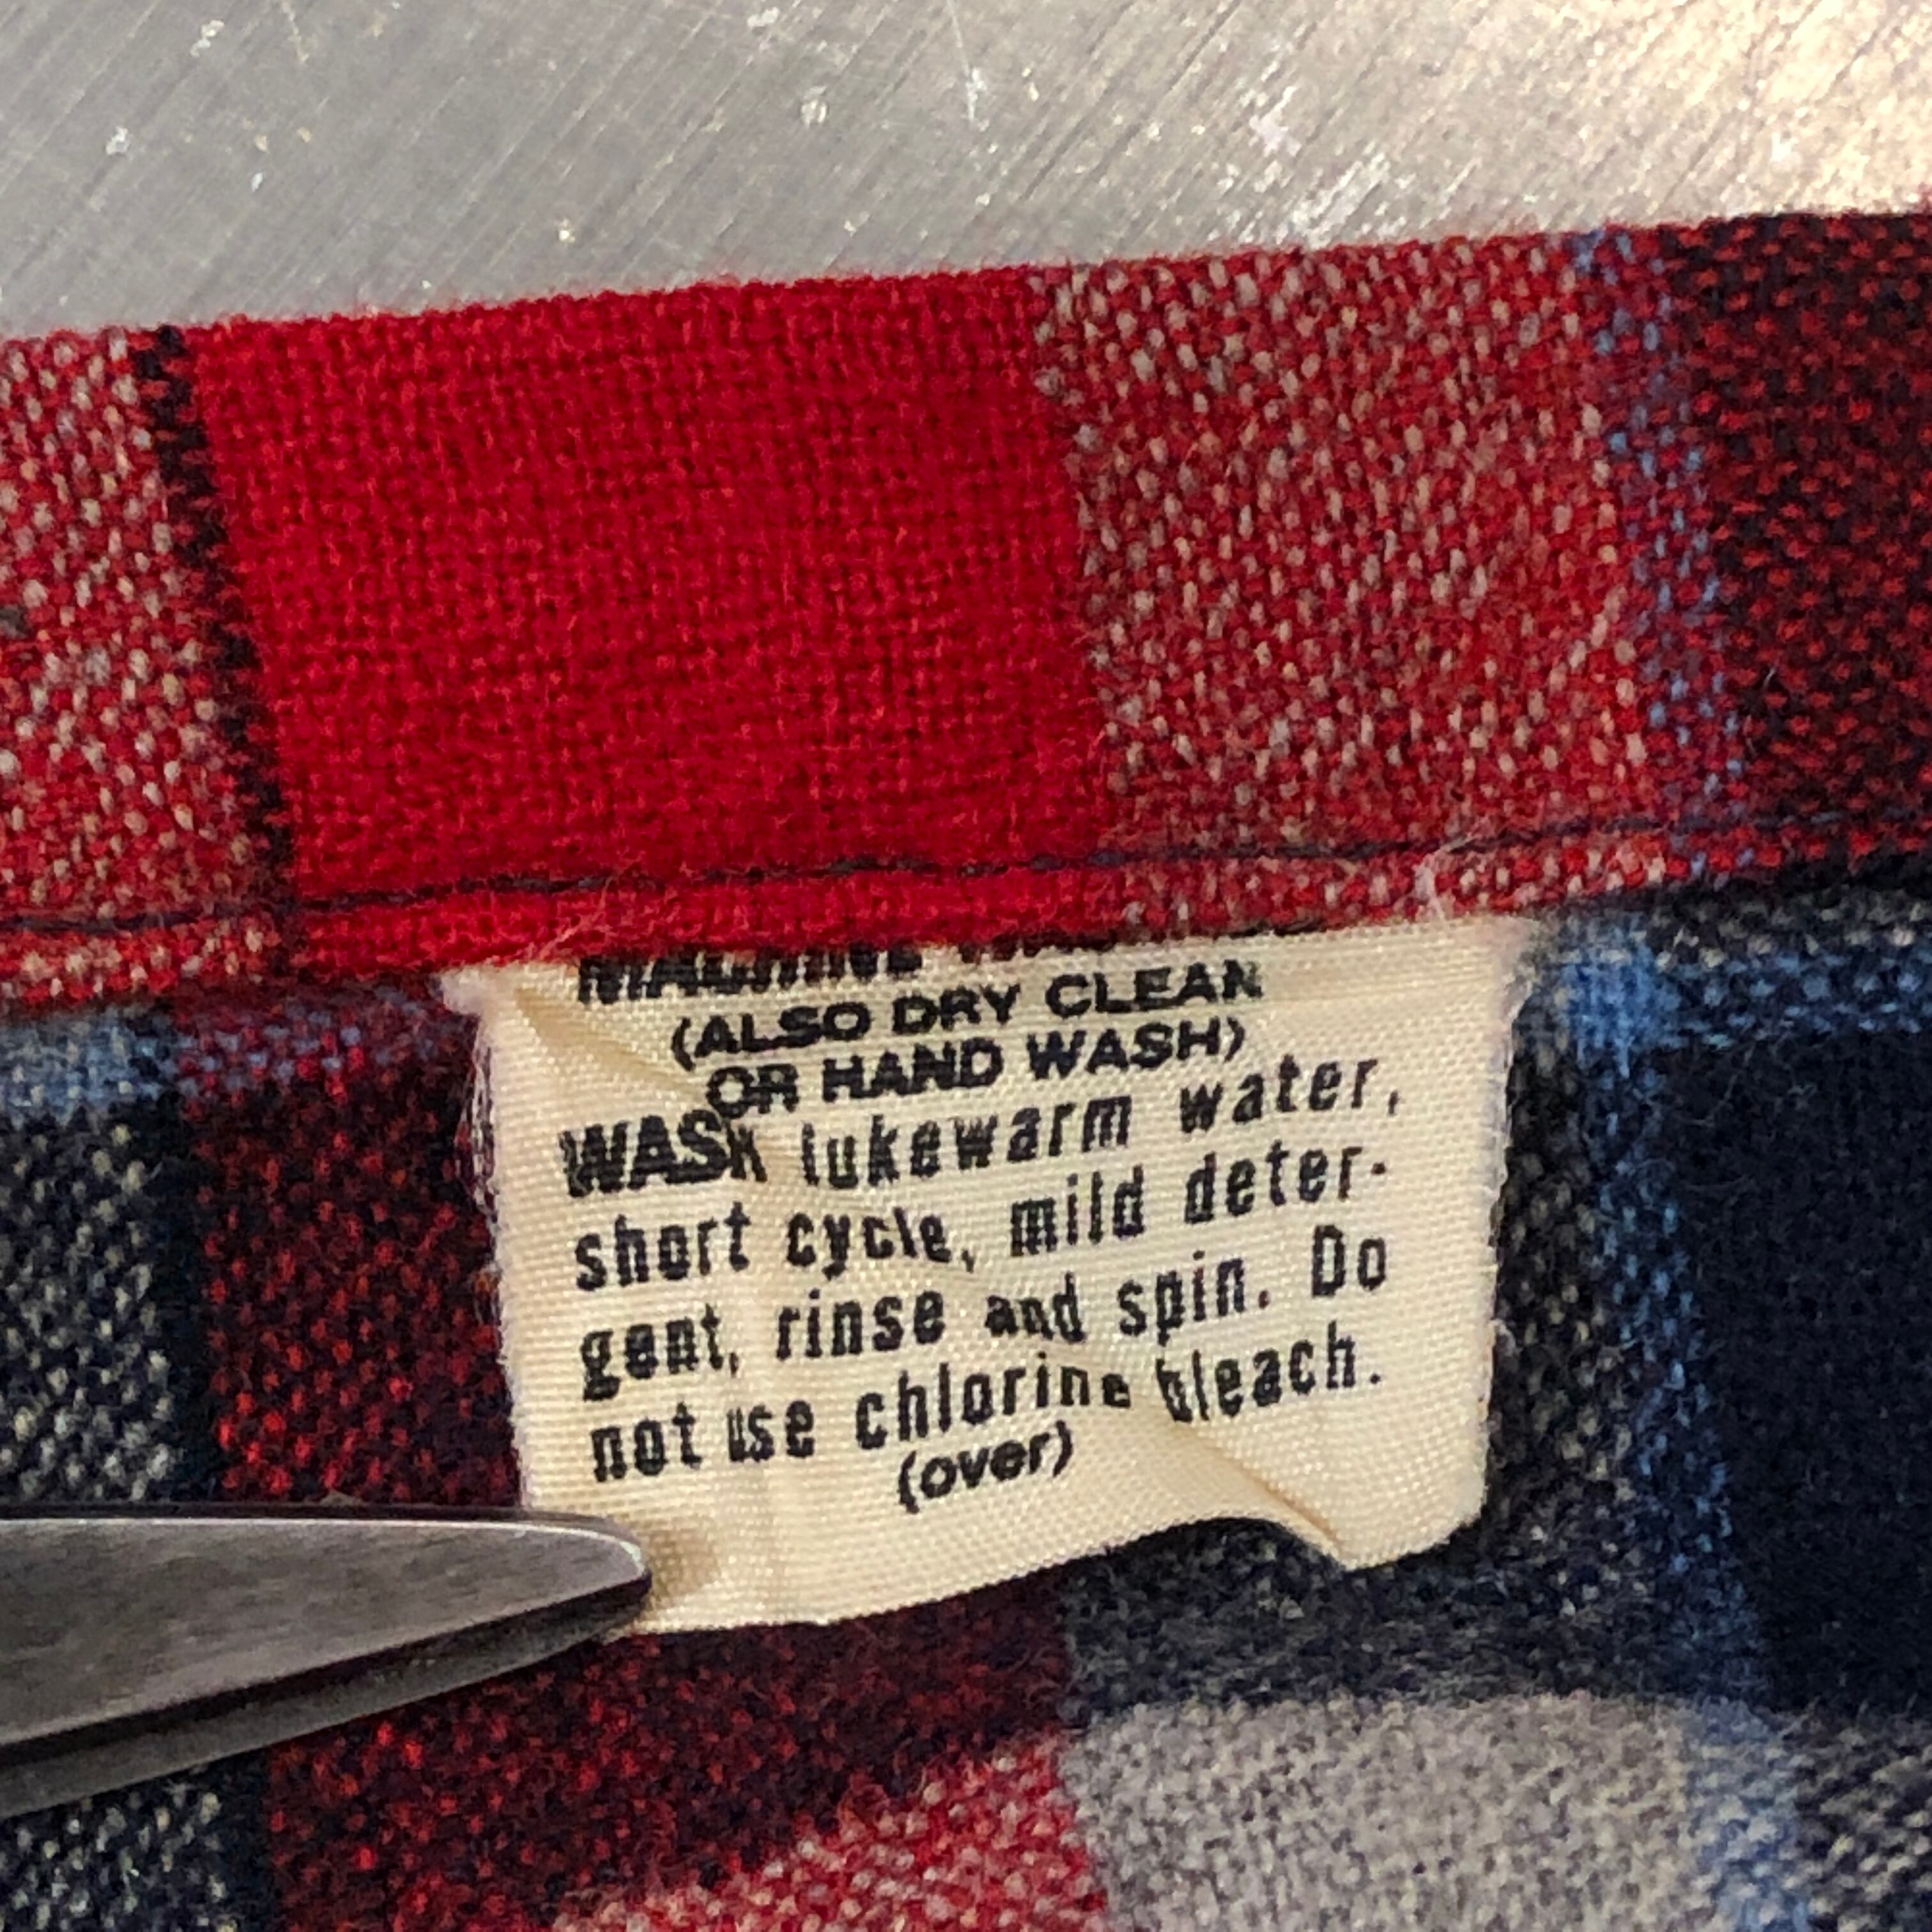 MACHINE
(ALSO DRY CLEAN
OR HAND WASH)
WASH lukewarm water,
short cycle, mild deter-
gent, rinse and spin. Do
not use chlorine bleach.
(over)